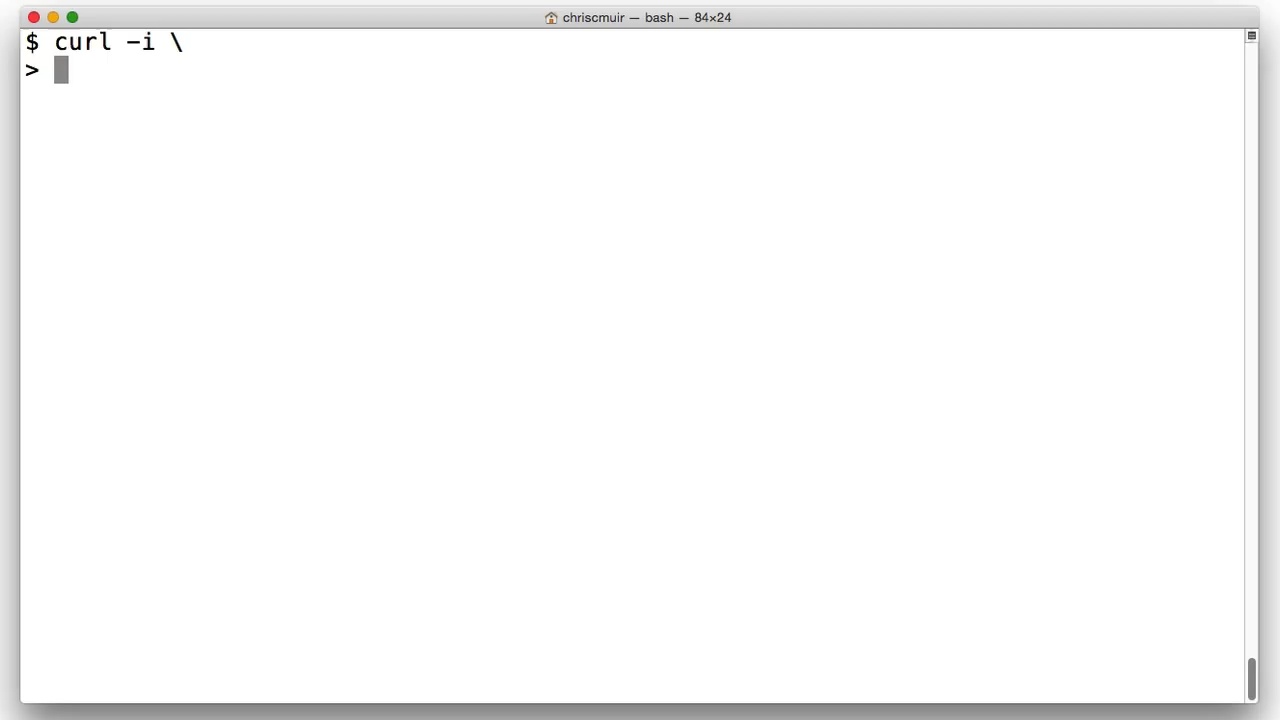 chriscmuir — bash — 84×24
$ curl -i \
>